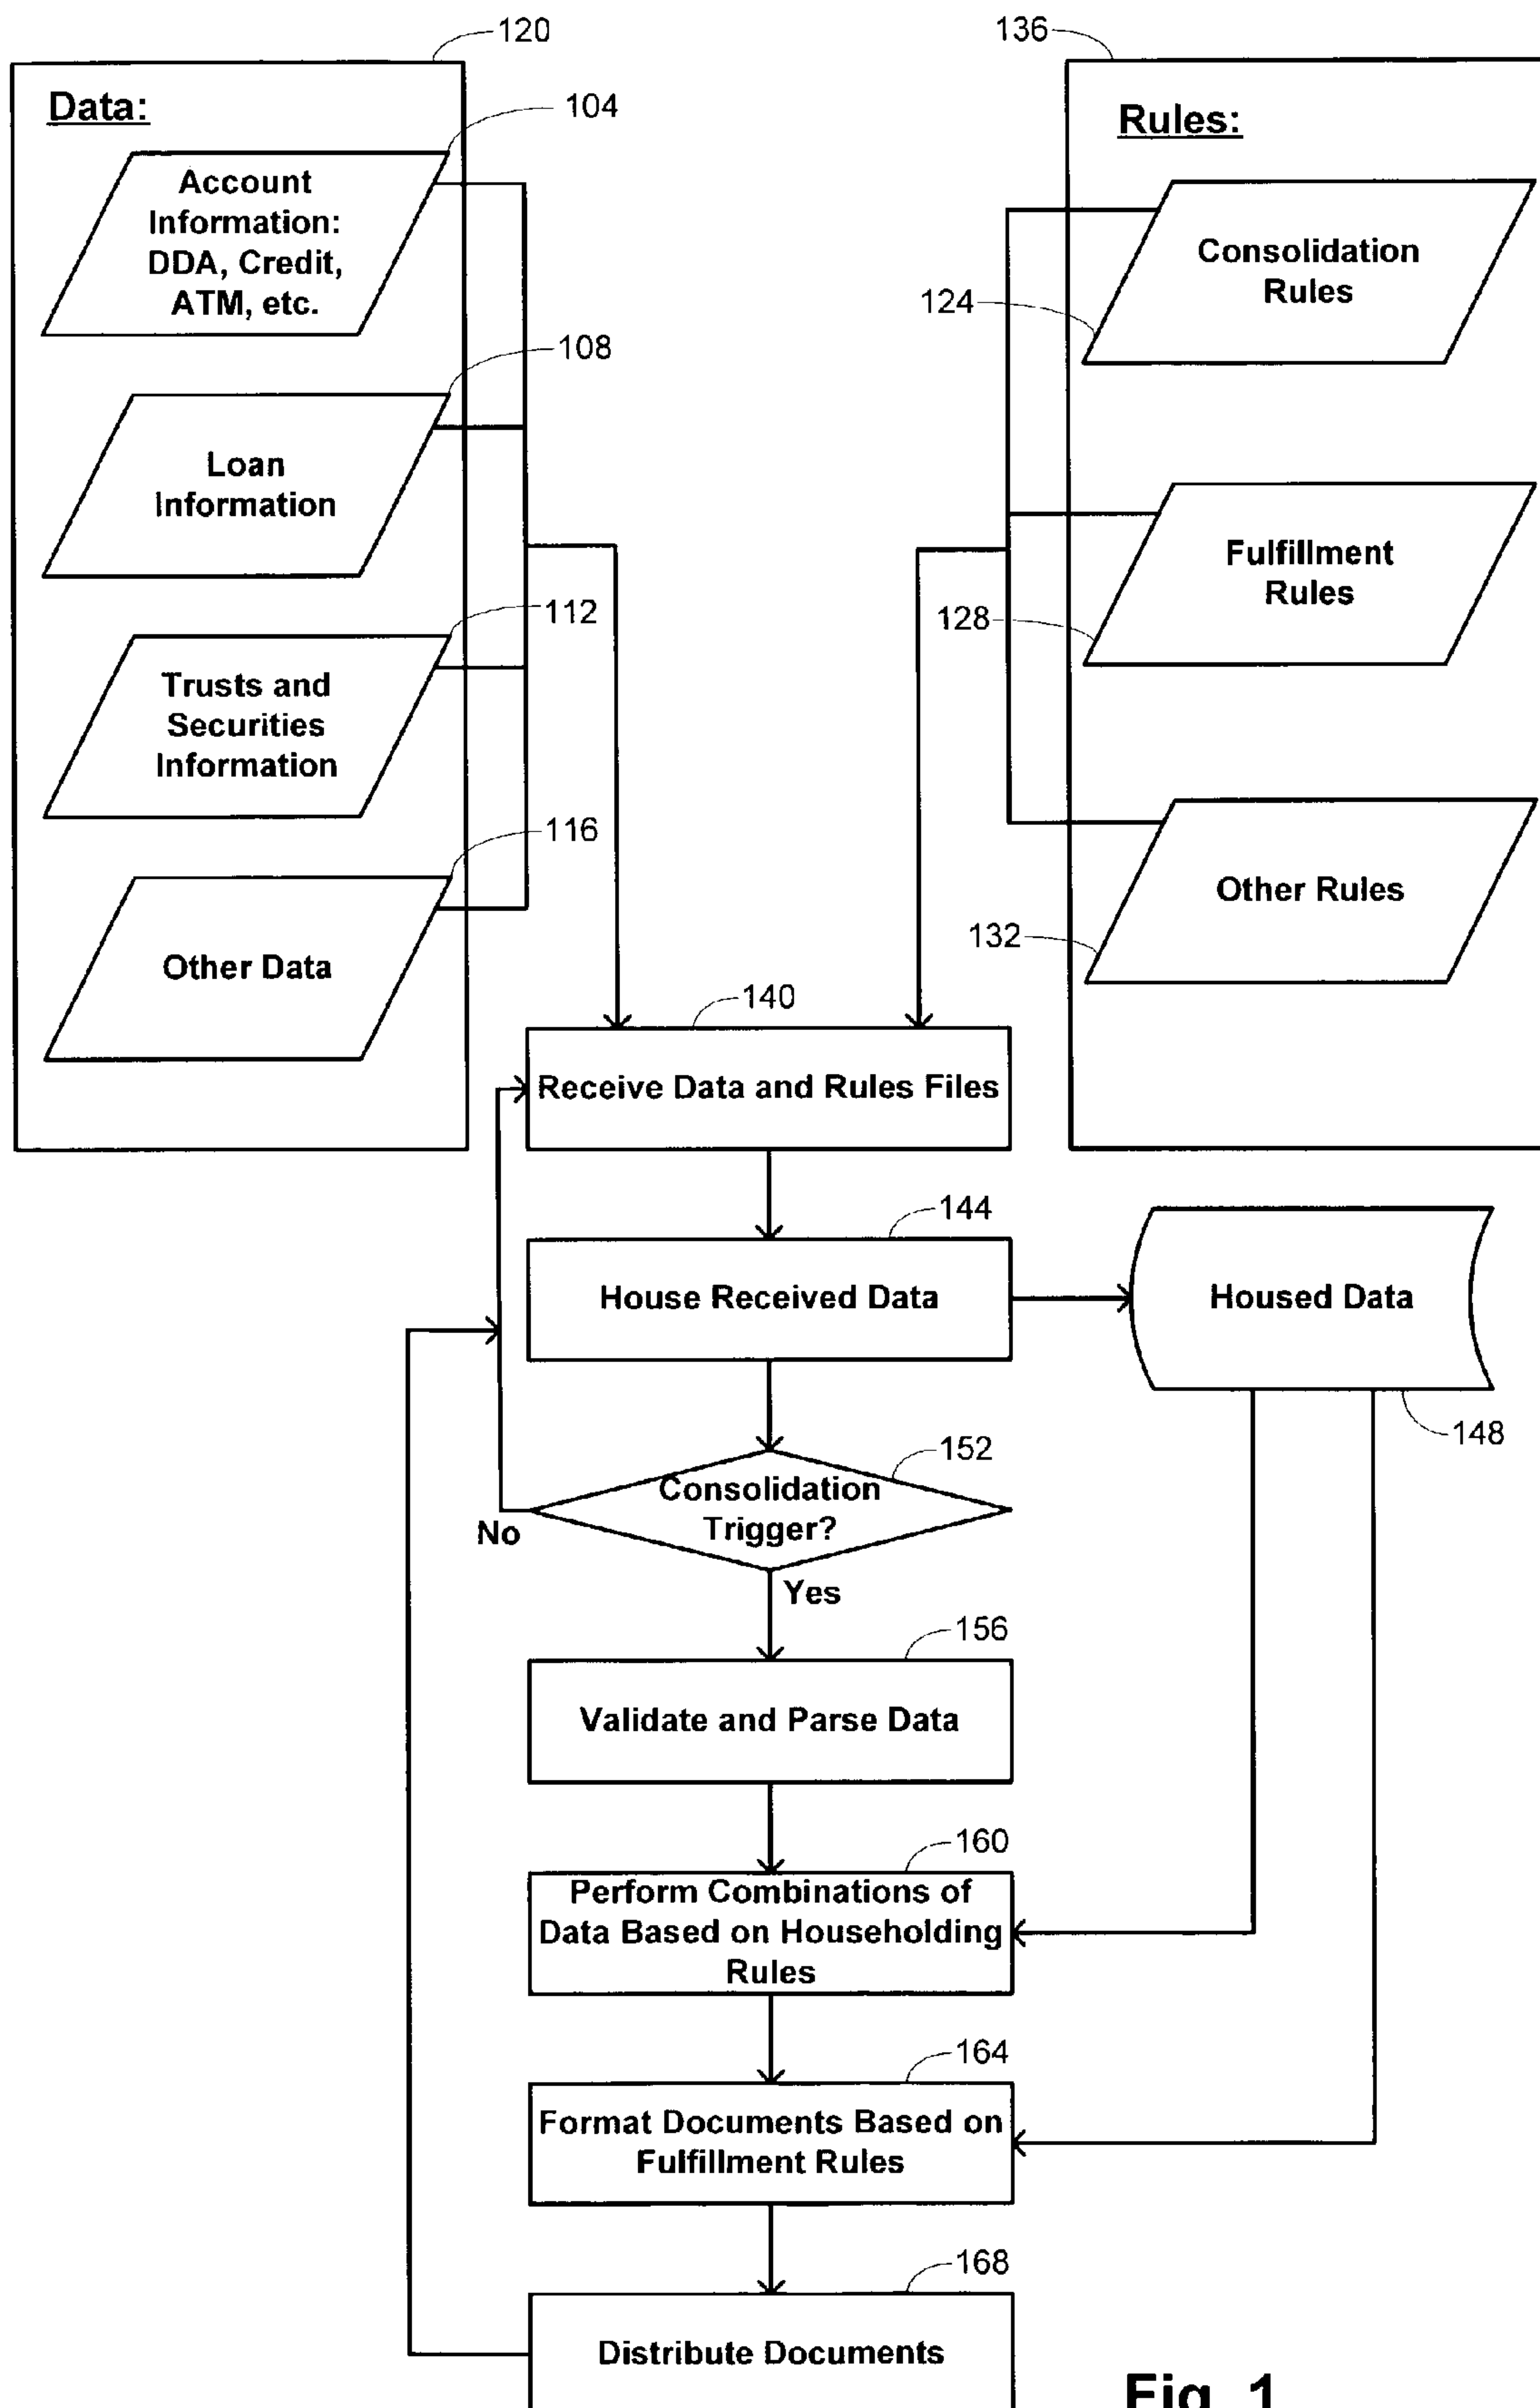 120
Data:
104
Account
Information:
DDA, Credit,
ATM, etc.
108
Loan
Information
112
Trusts and
Securities
Information
116
Other Data
136
Rules:
Consolidation
Rules
124
Fulfillment
Rules
128
Other Rules
132
140
Receive Data and Rules Files
144
House Received Data
Housed Data
148
152
Consolidation
Trigger?
No
Yes
156
Validate and Parse Data
160
Perform Combinations of
Data Based on Householding
Rules
164
Format Documents Based on
Fulfillment Rules
168
Distribute Documents
Fig. 1